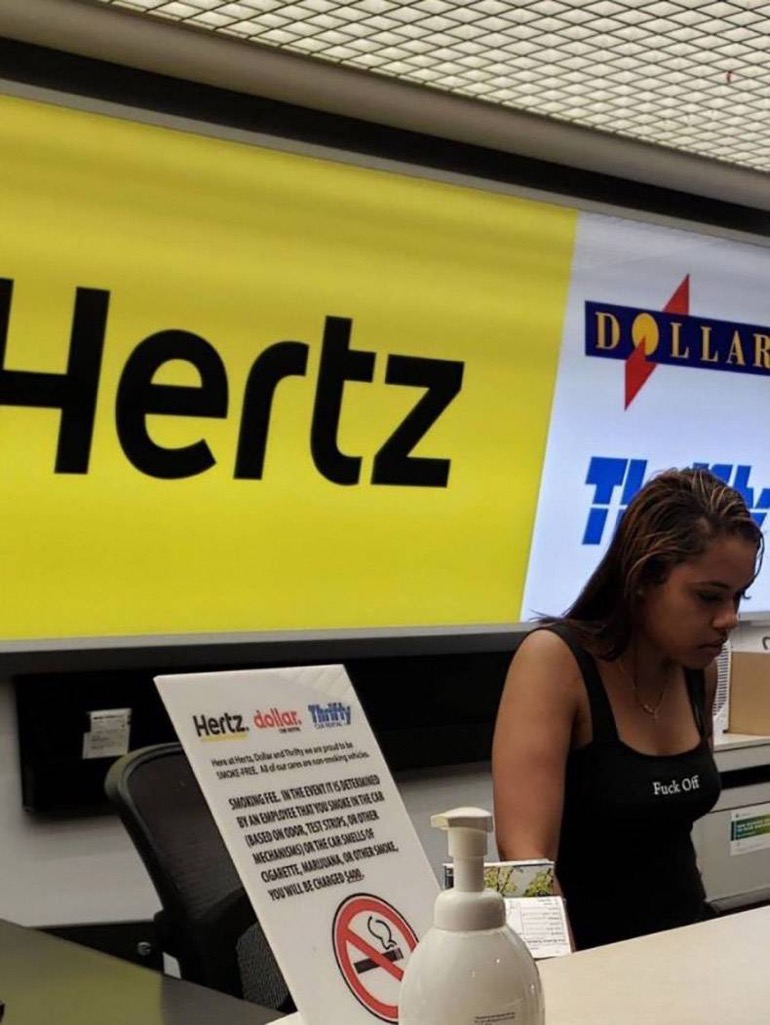 Hertz
DOLLAR
Thrifty
Fuck Off
Hertz. dollar. Thrifty
CAR RENTAL
Here at Hertz, Dollar and Thrifty we are proud to be
SMOKE-FREE. All of our cars are non-smoking vehicles.
SMOKING FEE. IN THE EVENT IT IS DETERMINED
BY AN EMPLOYEE THAT YOU SMOKE IN THE CAR
(BASED ON ODOR, TEST STRIPS, OR OTHER
MECHANISMS) OR THE CAR SMELLS OF
CIGARETTE, MARIJUANA, OR OTHER SMOKE,
YOU WILL BE CHARGED $400.